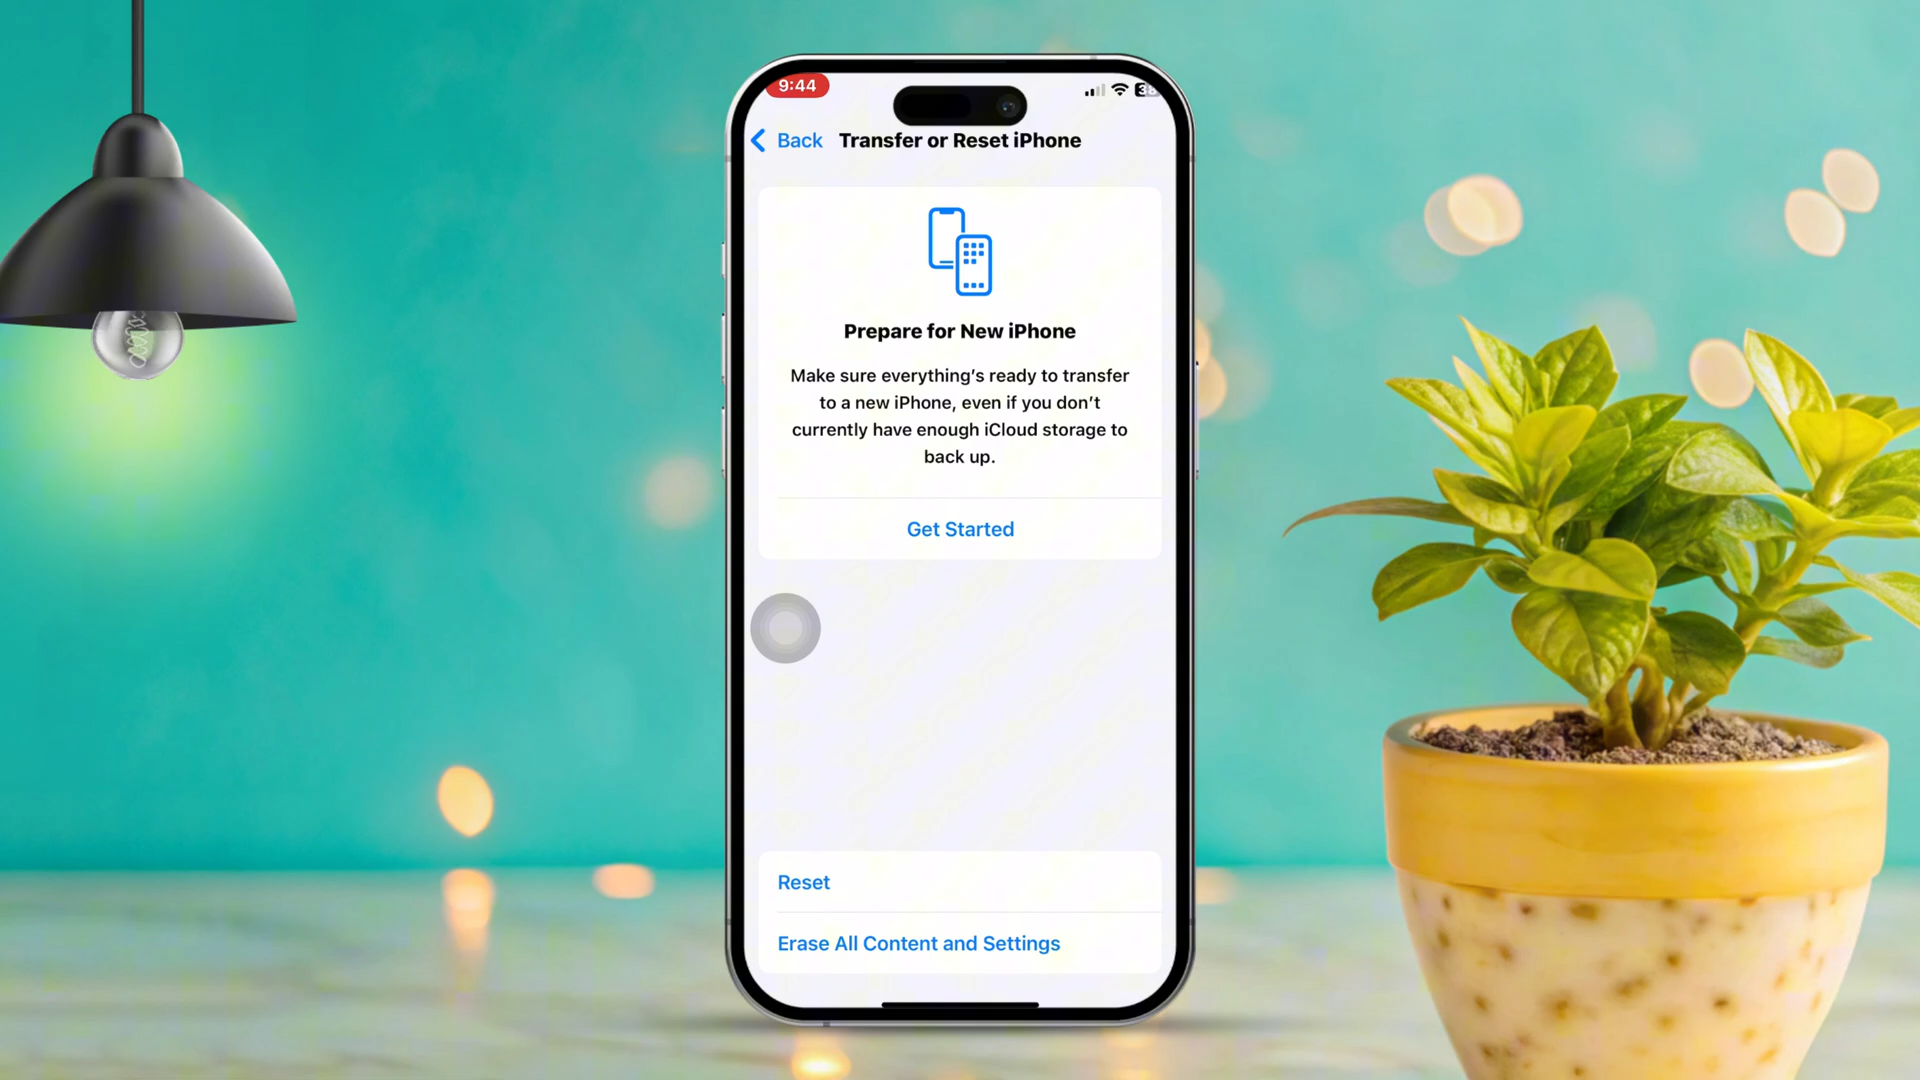 9:44
Back Transfer or Reset iPhone
Prepare for New iPhone
Make sure everything's ready to transfer
to a new iPhone, even if you don't
currently have enough iCloud storage to
back up.
Get Started
Reset
Erase All Content and Settings